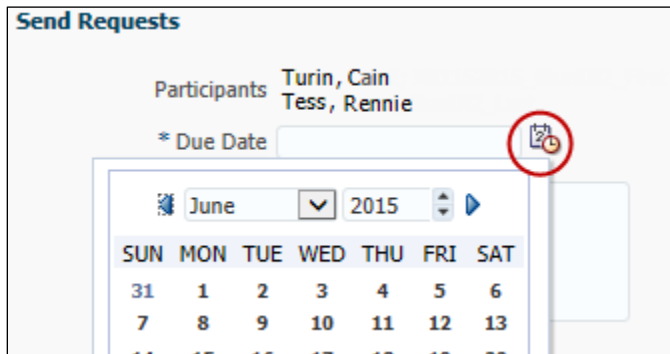 Send Requests
Participants Turin, Cain
Tess, Rennie
* Due Date
June 2015
SUN MON TUE WED THU FRI SAT
31 1 2 3 4 5 6
7 8 9 10 11 12 13